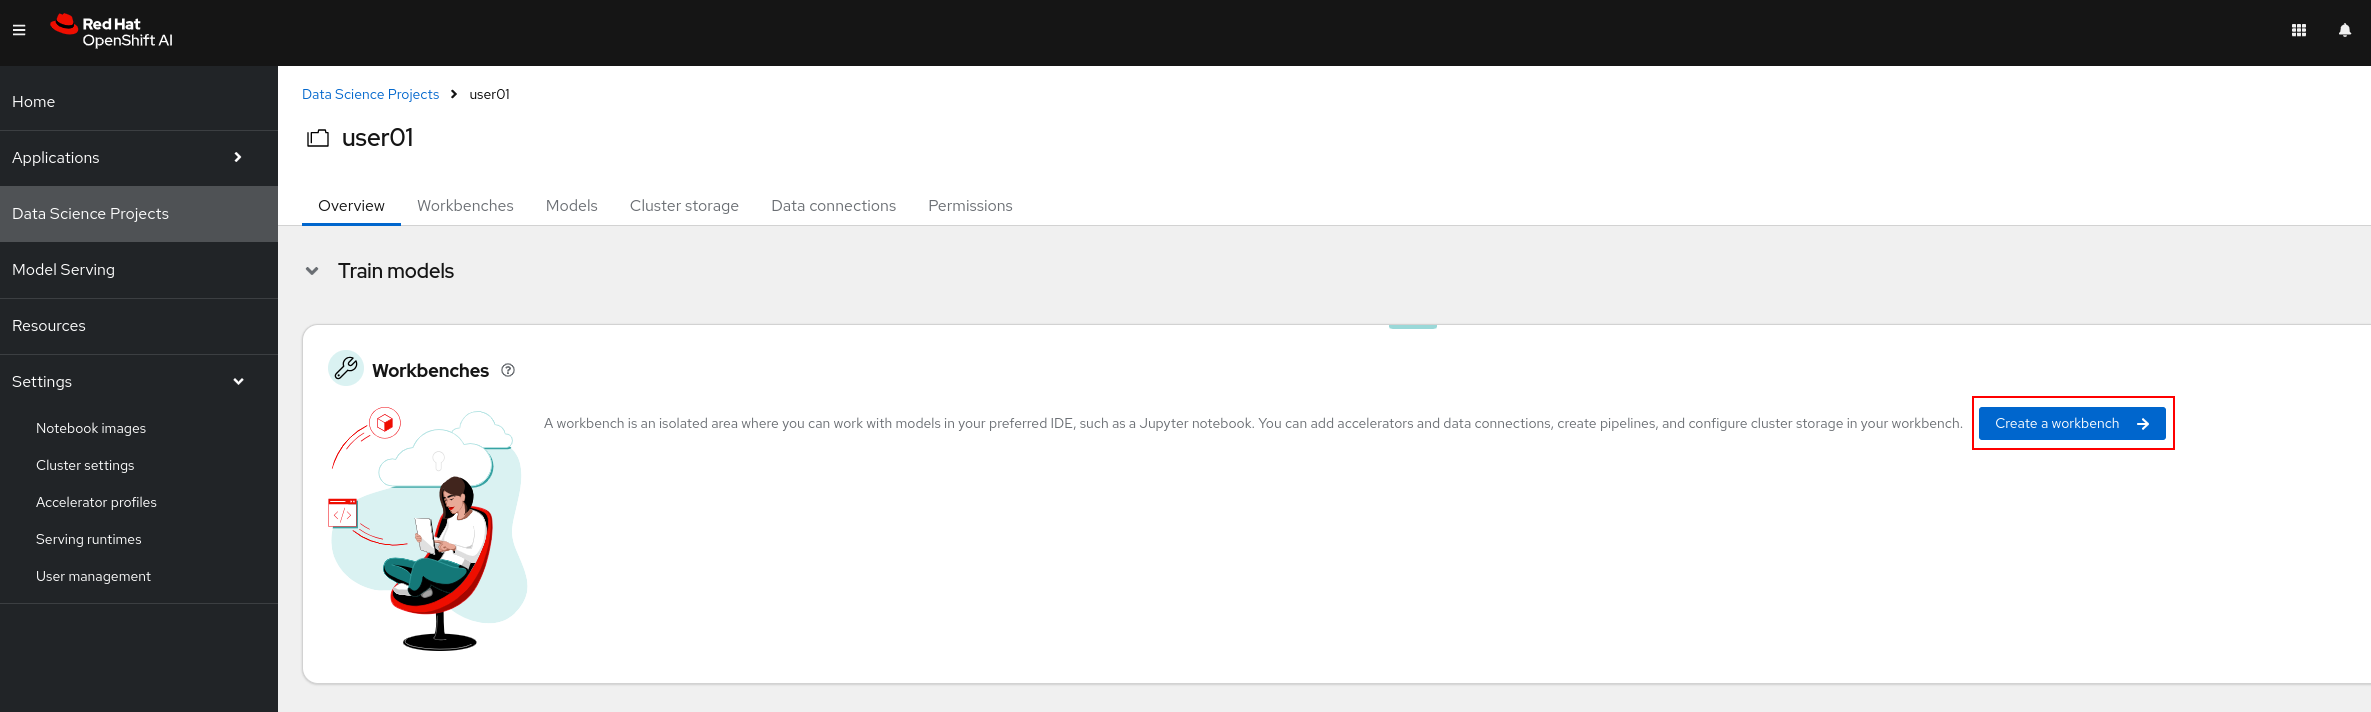 Red Hat
OpenShift AI
Home
Applications
Data Science Projects
Model Serving
Resources
Settings
Notebook images
Cluster settings
Accelerator profiles
Serving runtimes
User management
Data Science Projects user01
user01
Overview Workbenches Models Cluster storage Data connections Permissions
Train models
Workbenches
A workbench is an isolated area where you can work with models in your preferred IDE, such as a Jupyter notebook. You can add accelerators and data connections, create pipelines, and configure cluster storage in your workbench. Create a workbench